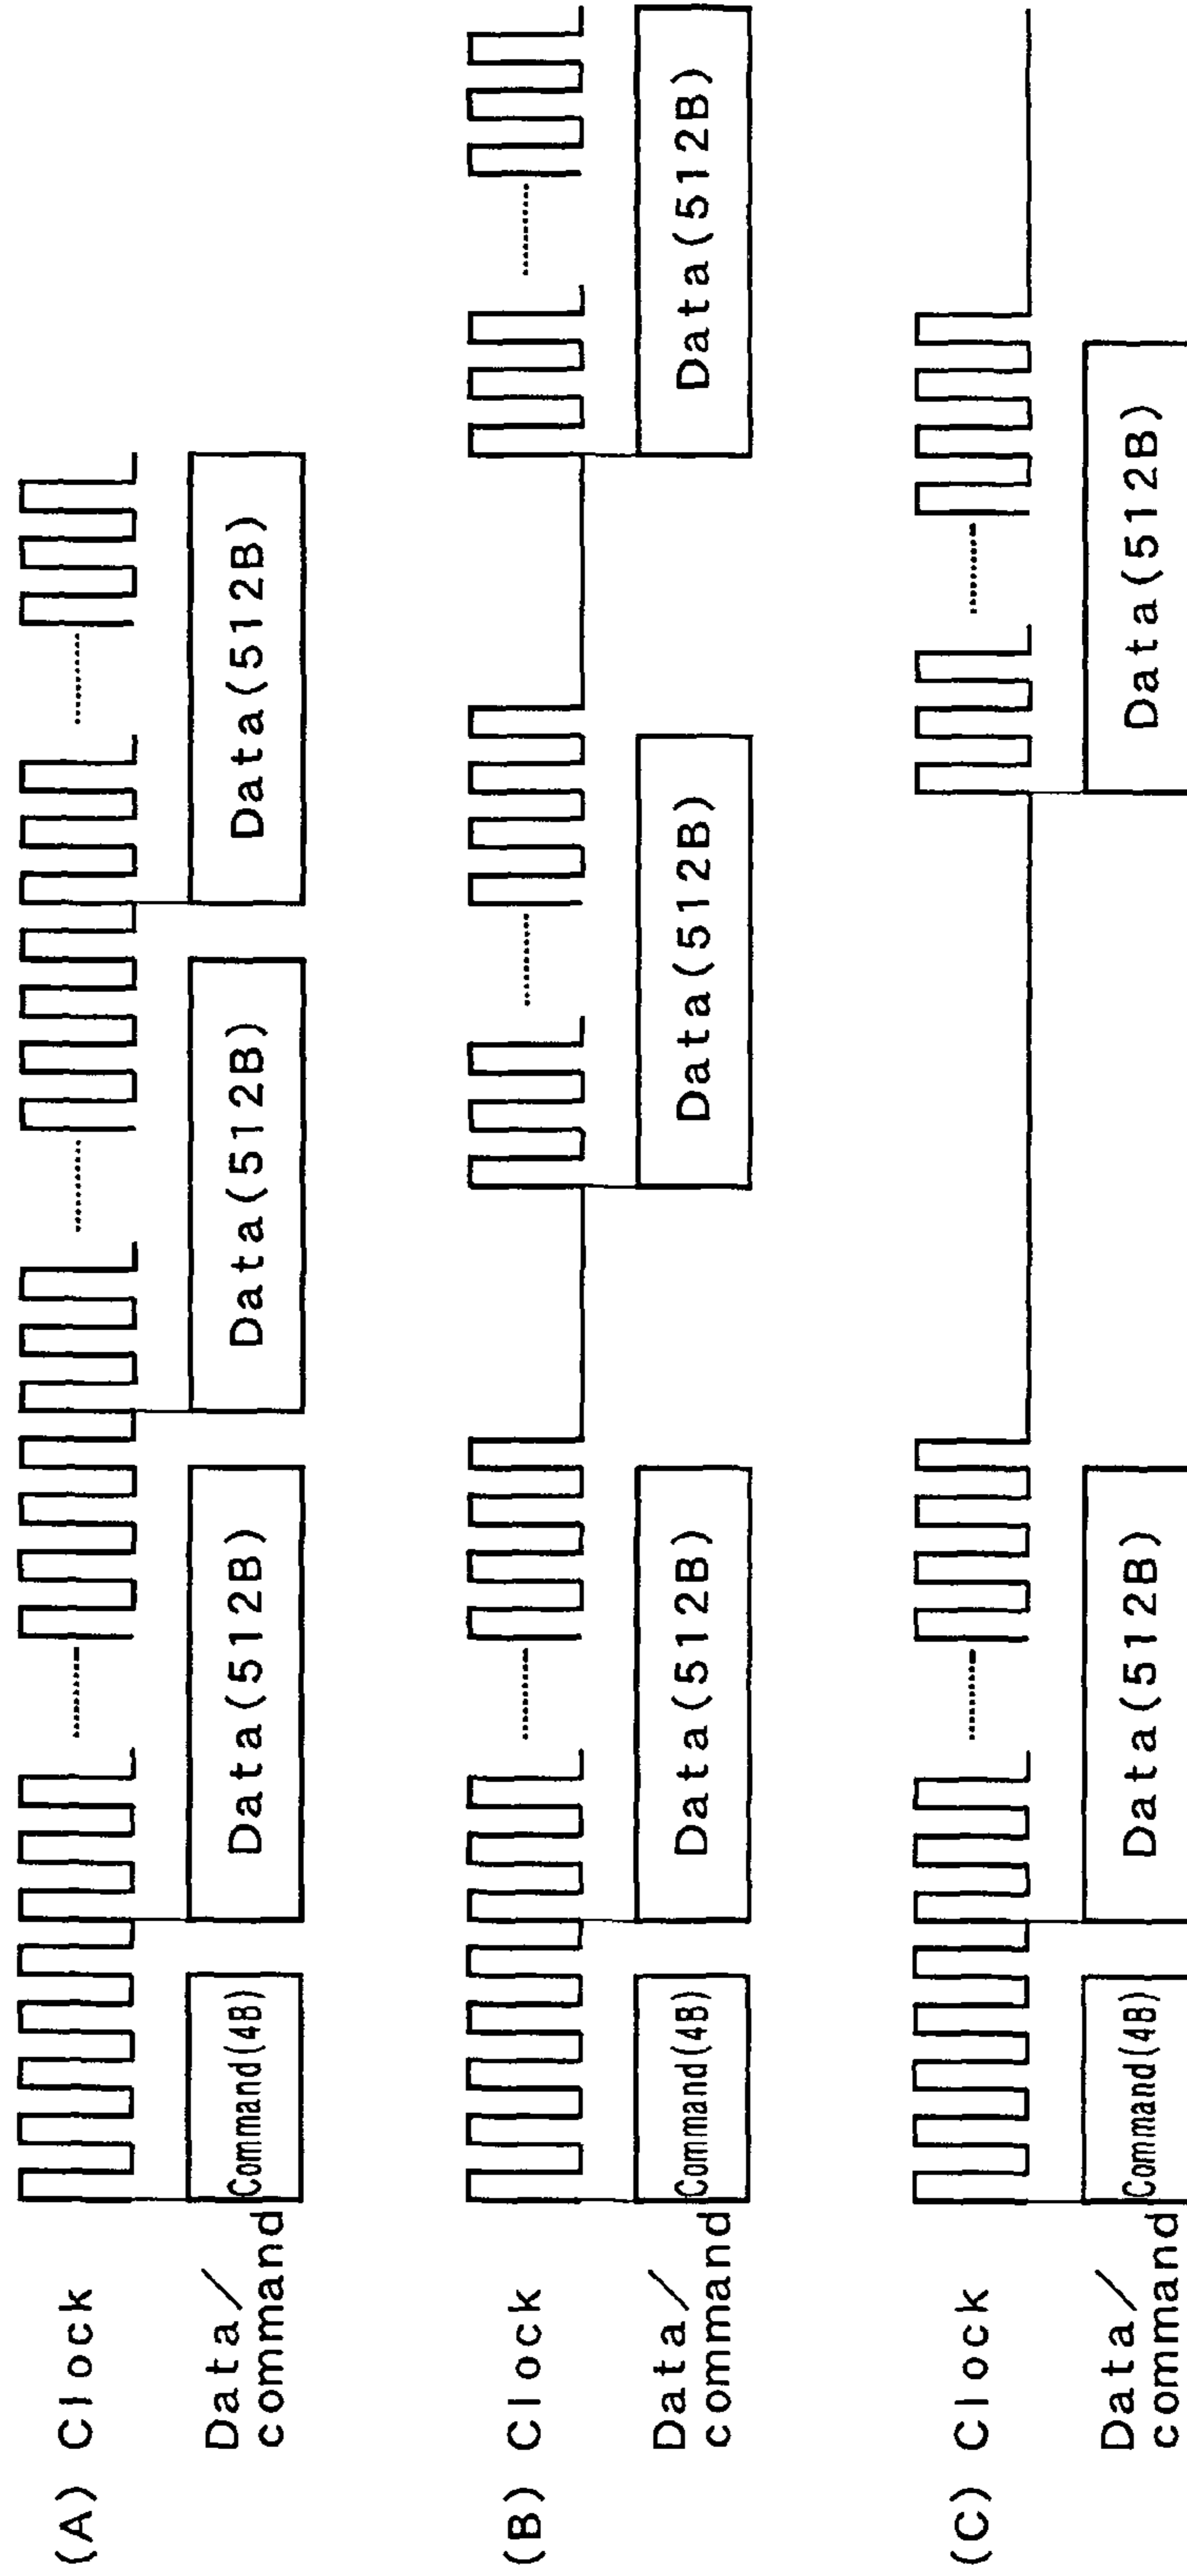 (A) Clock
Data/
command
Command(4B)
Data(512B)
Data(512B)
Data(512B)
(B) Clock
Data/
command
Command(4B)
Data(512B)
Data(512B)
Data(512B)
(C) Clock
Data/
command
Command(4B)
Data(512B)
Data(512B)